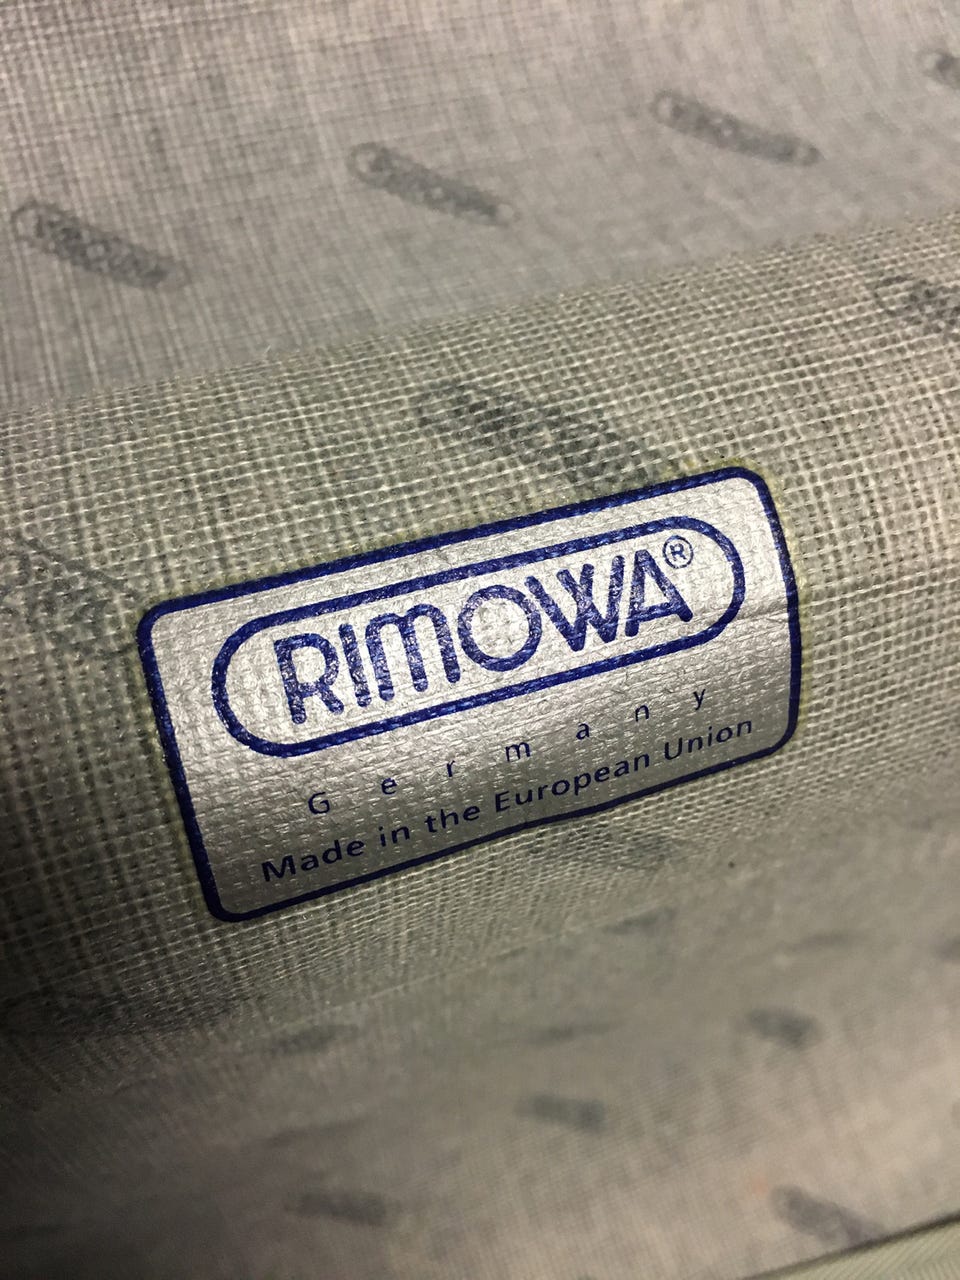 RIMOWA®
Germany
Made in the European Union